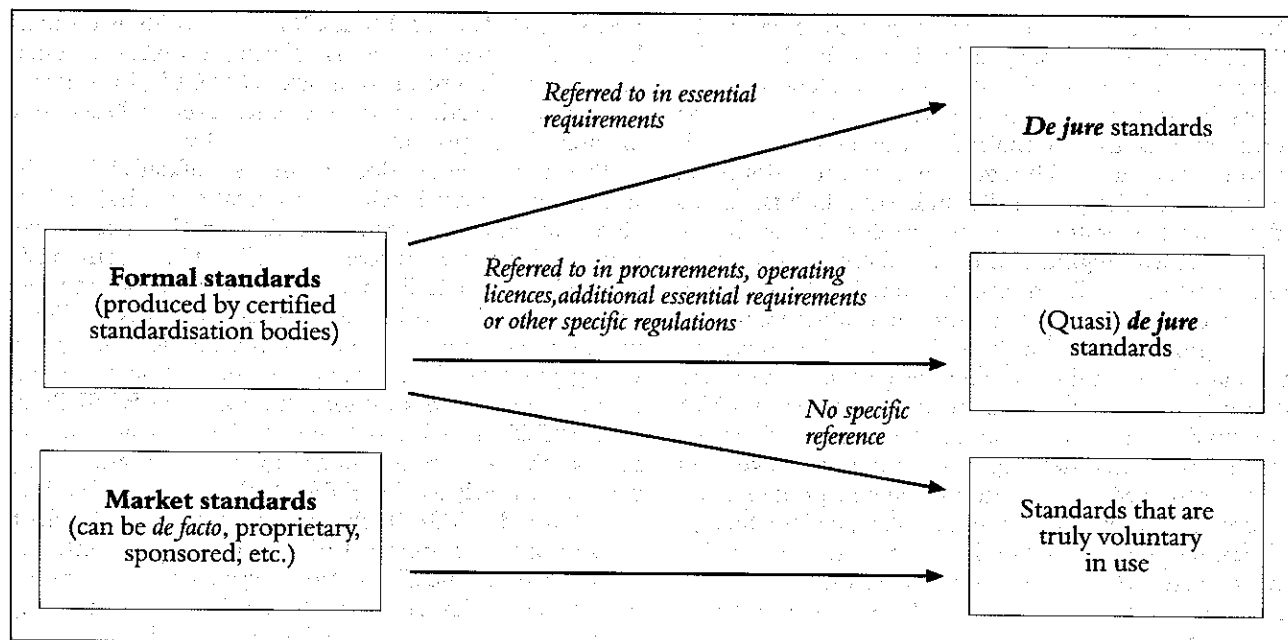 Referred to in essential
requirements
De jure standards
Formal standards
(produced by certified
standardisation bodies)
Referred to in procurements, operating
licences,additional essential requirements
or other specific regulations
(Quasi) de jure
standards
No specific
reference
Market standards
(can be de facto, proprietary,
sponsored, etc.)
Standards that are
truly voluntary
in use